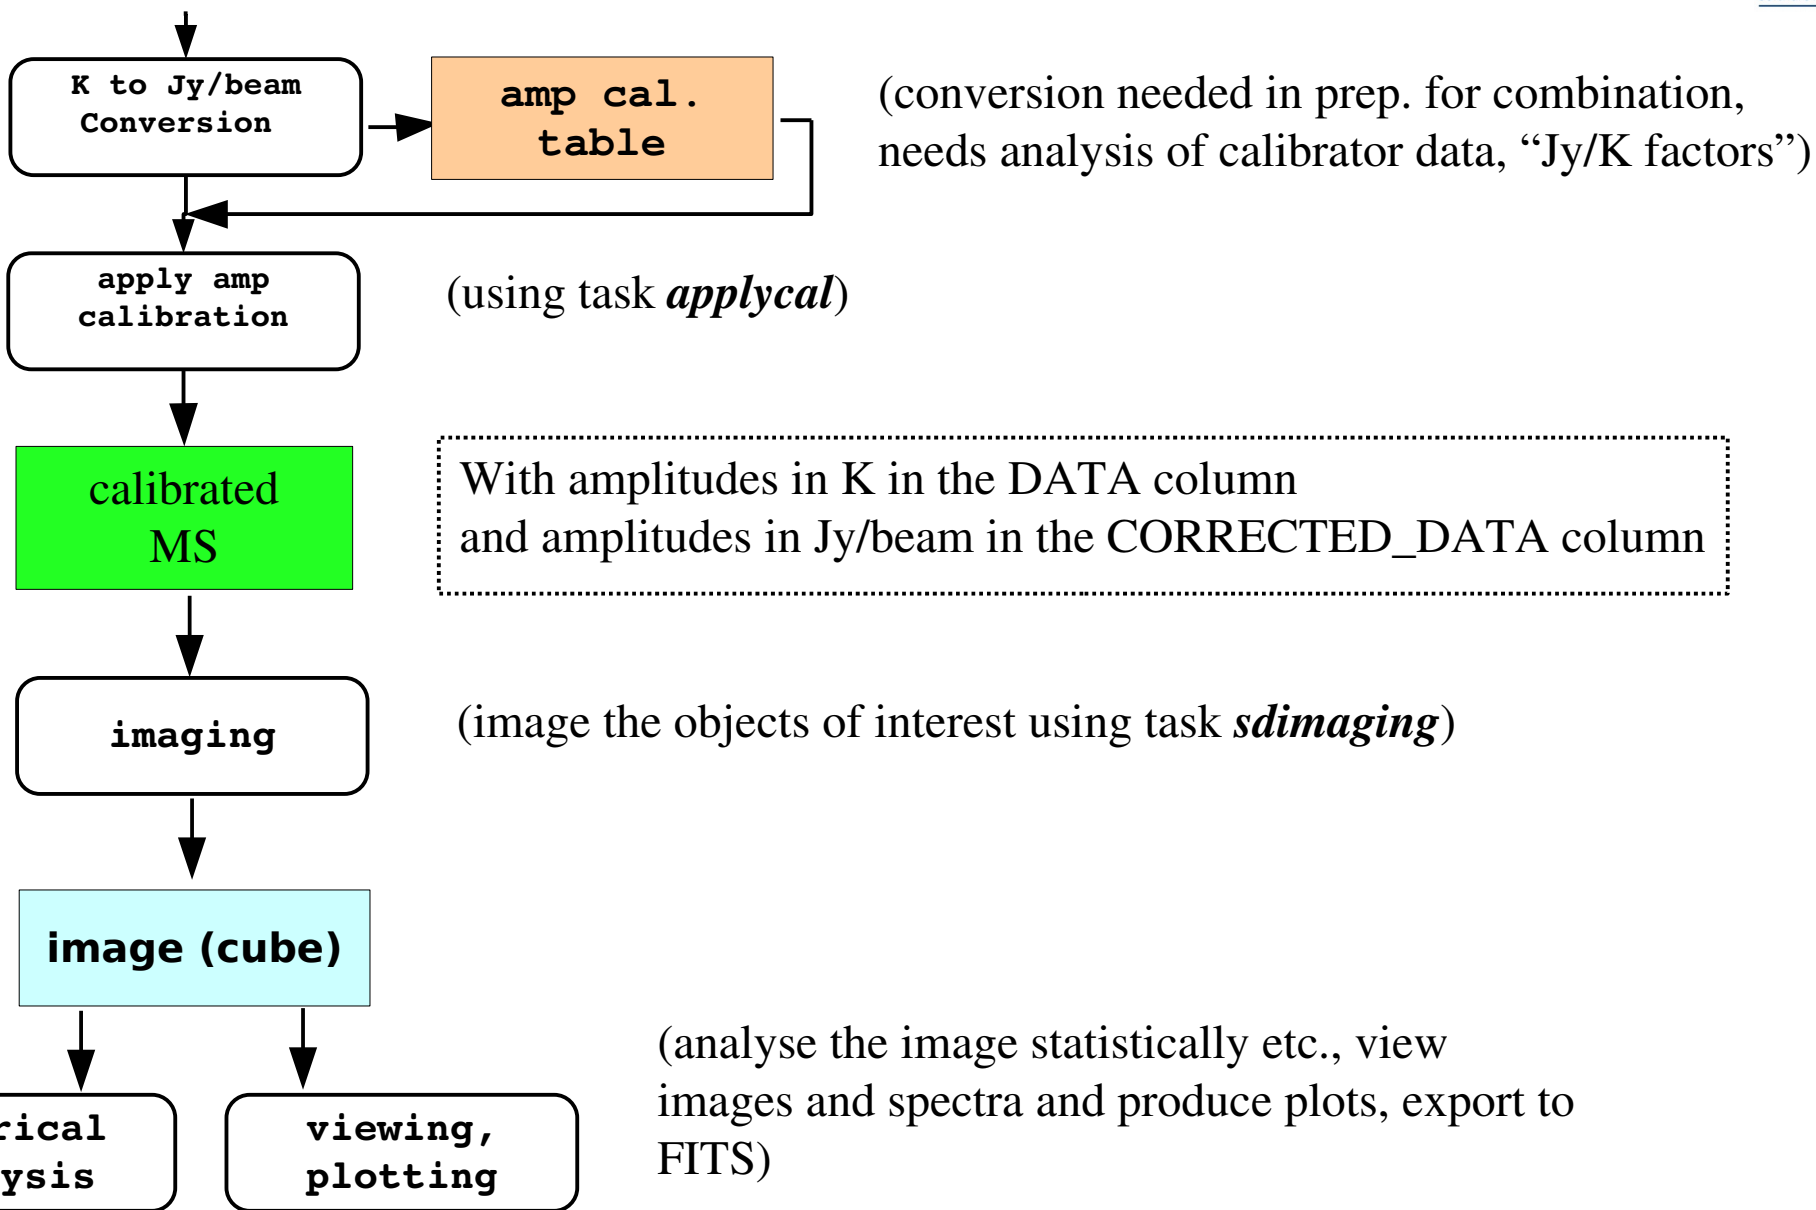 K to Jy/beam
Conversion
amp cal.
table
(conversion needed in prep. for combination,
needs analysis of calibrator data, “Jy/K factors”)
apply amp
calibration
(using task applycal)
calibrated
MS
With amplitudes in K in the DATA column
and amplitudes in Jy/beam in the CORRECTED_DATA column
imaging
(image the objects of interest using task sdimaging)
image (cube)
(analyse the image statistically etc., view
images and spectra and produce plots, export to
FITS)
rical
ysis
viewing,
plotting